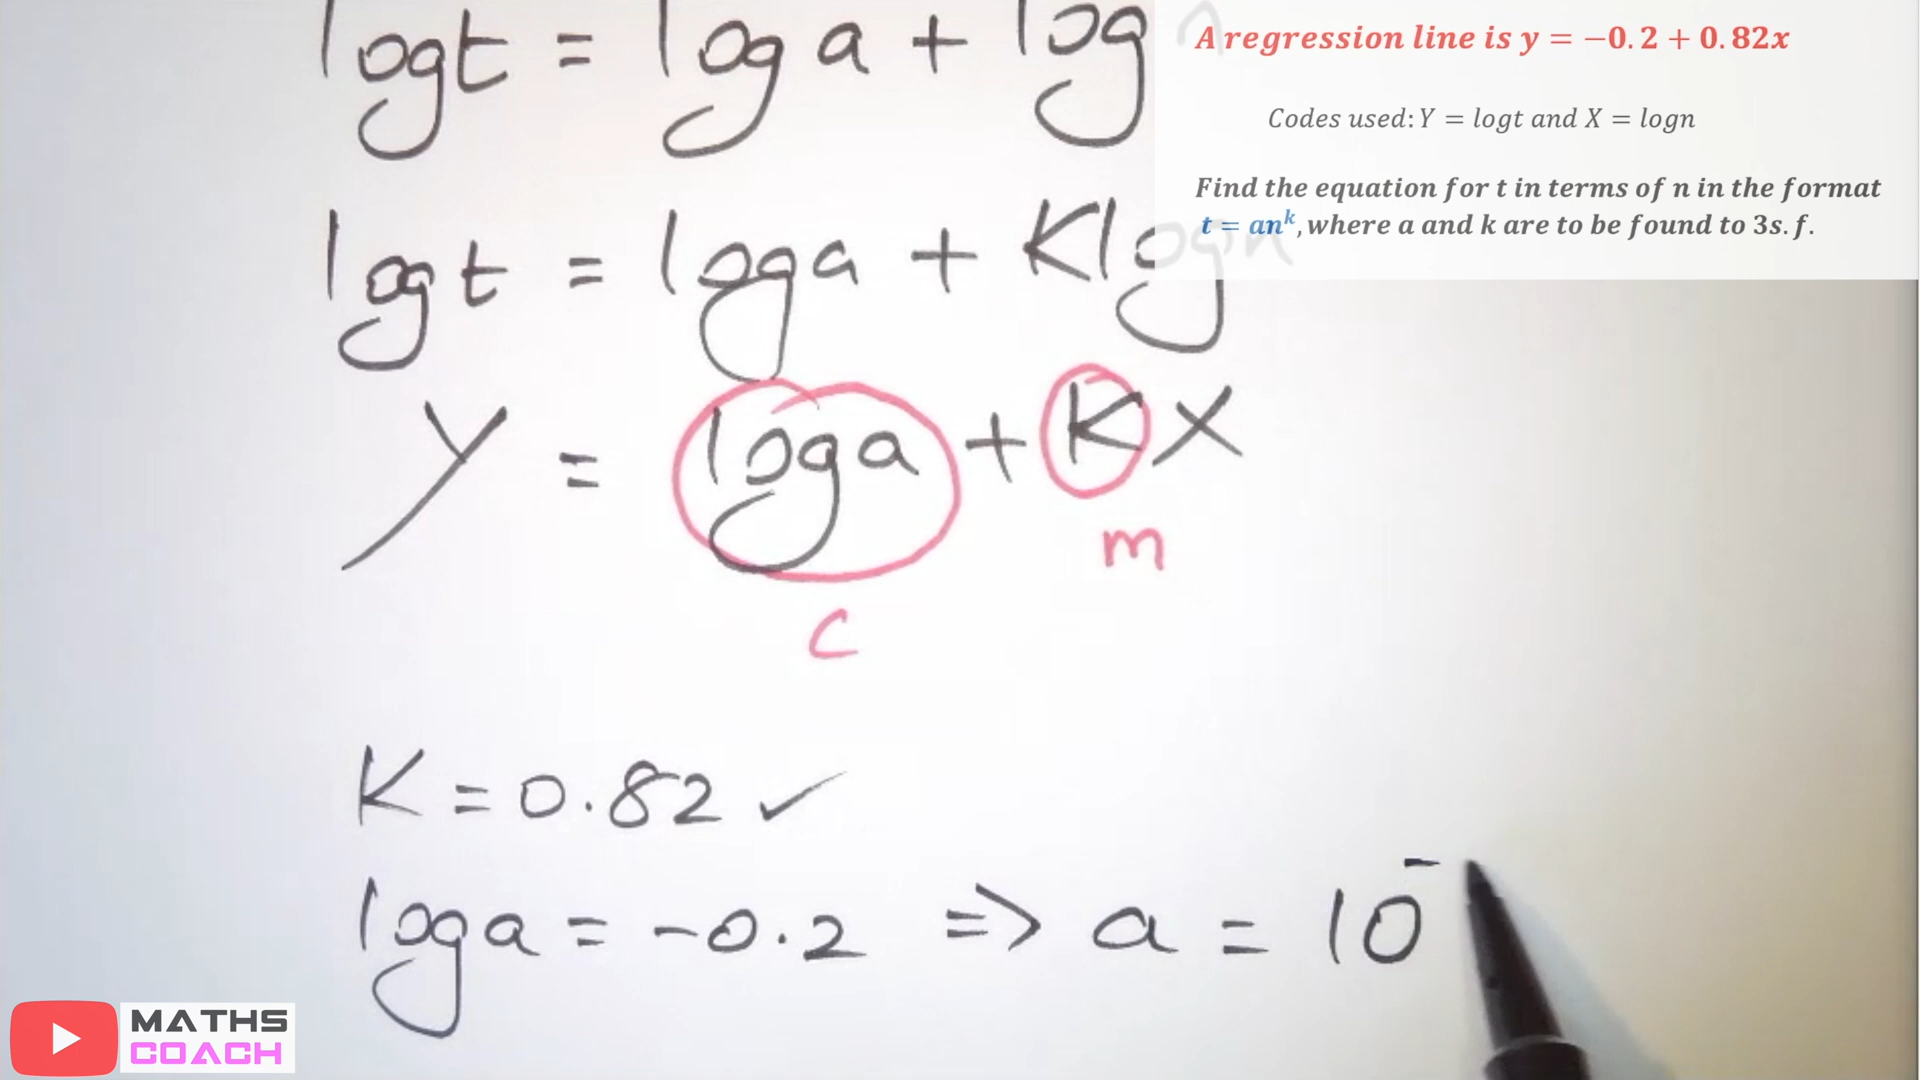 logt = loga + log
logt = loga + Klogn
Y = loga + KX
m
c
K = 0.82 ✓
loga = -0.2 => a = 10⁻
A regression line is y = −0.2 + 0.82x
Codes used: Y = logt and X = logn
Find the equation for t in terms of n in the format
t = anᵏ, where a and k are to be found to 3s.f.
MATHS
COACH